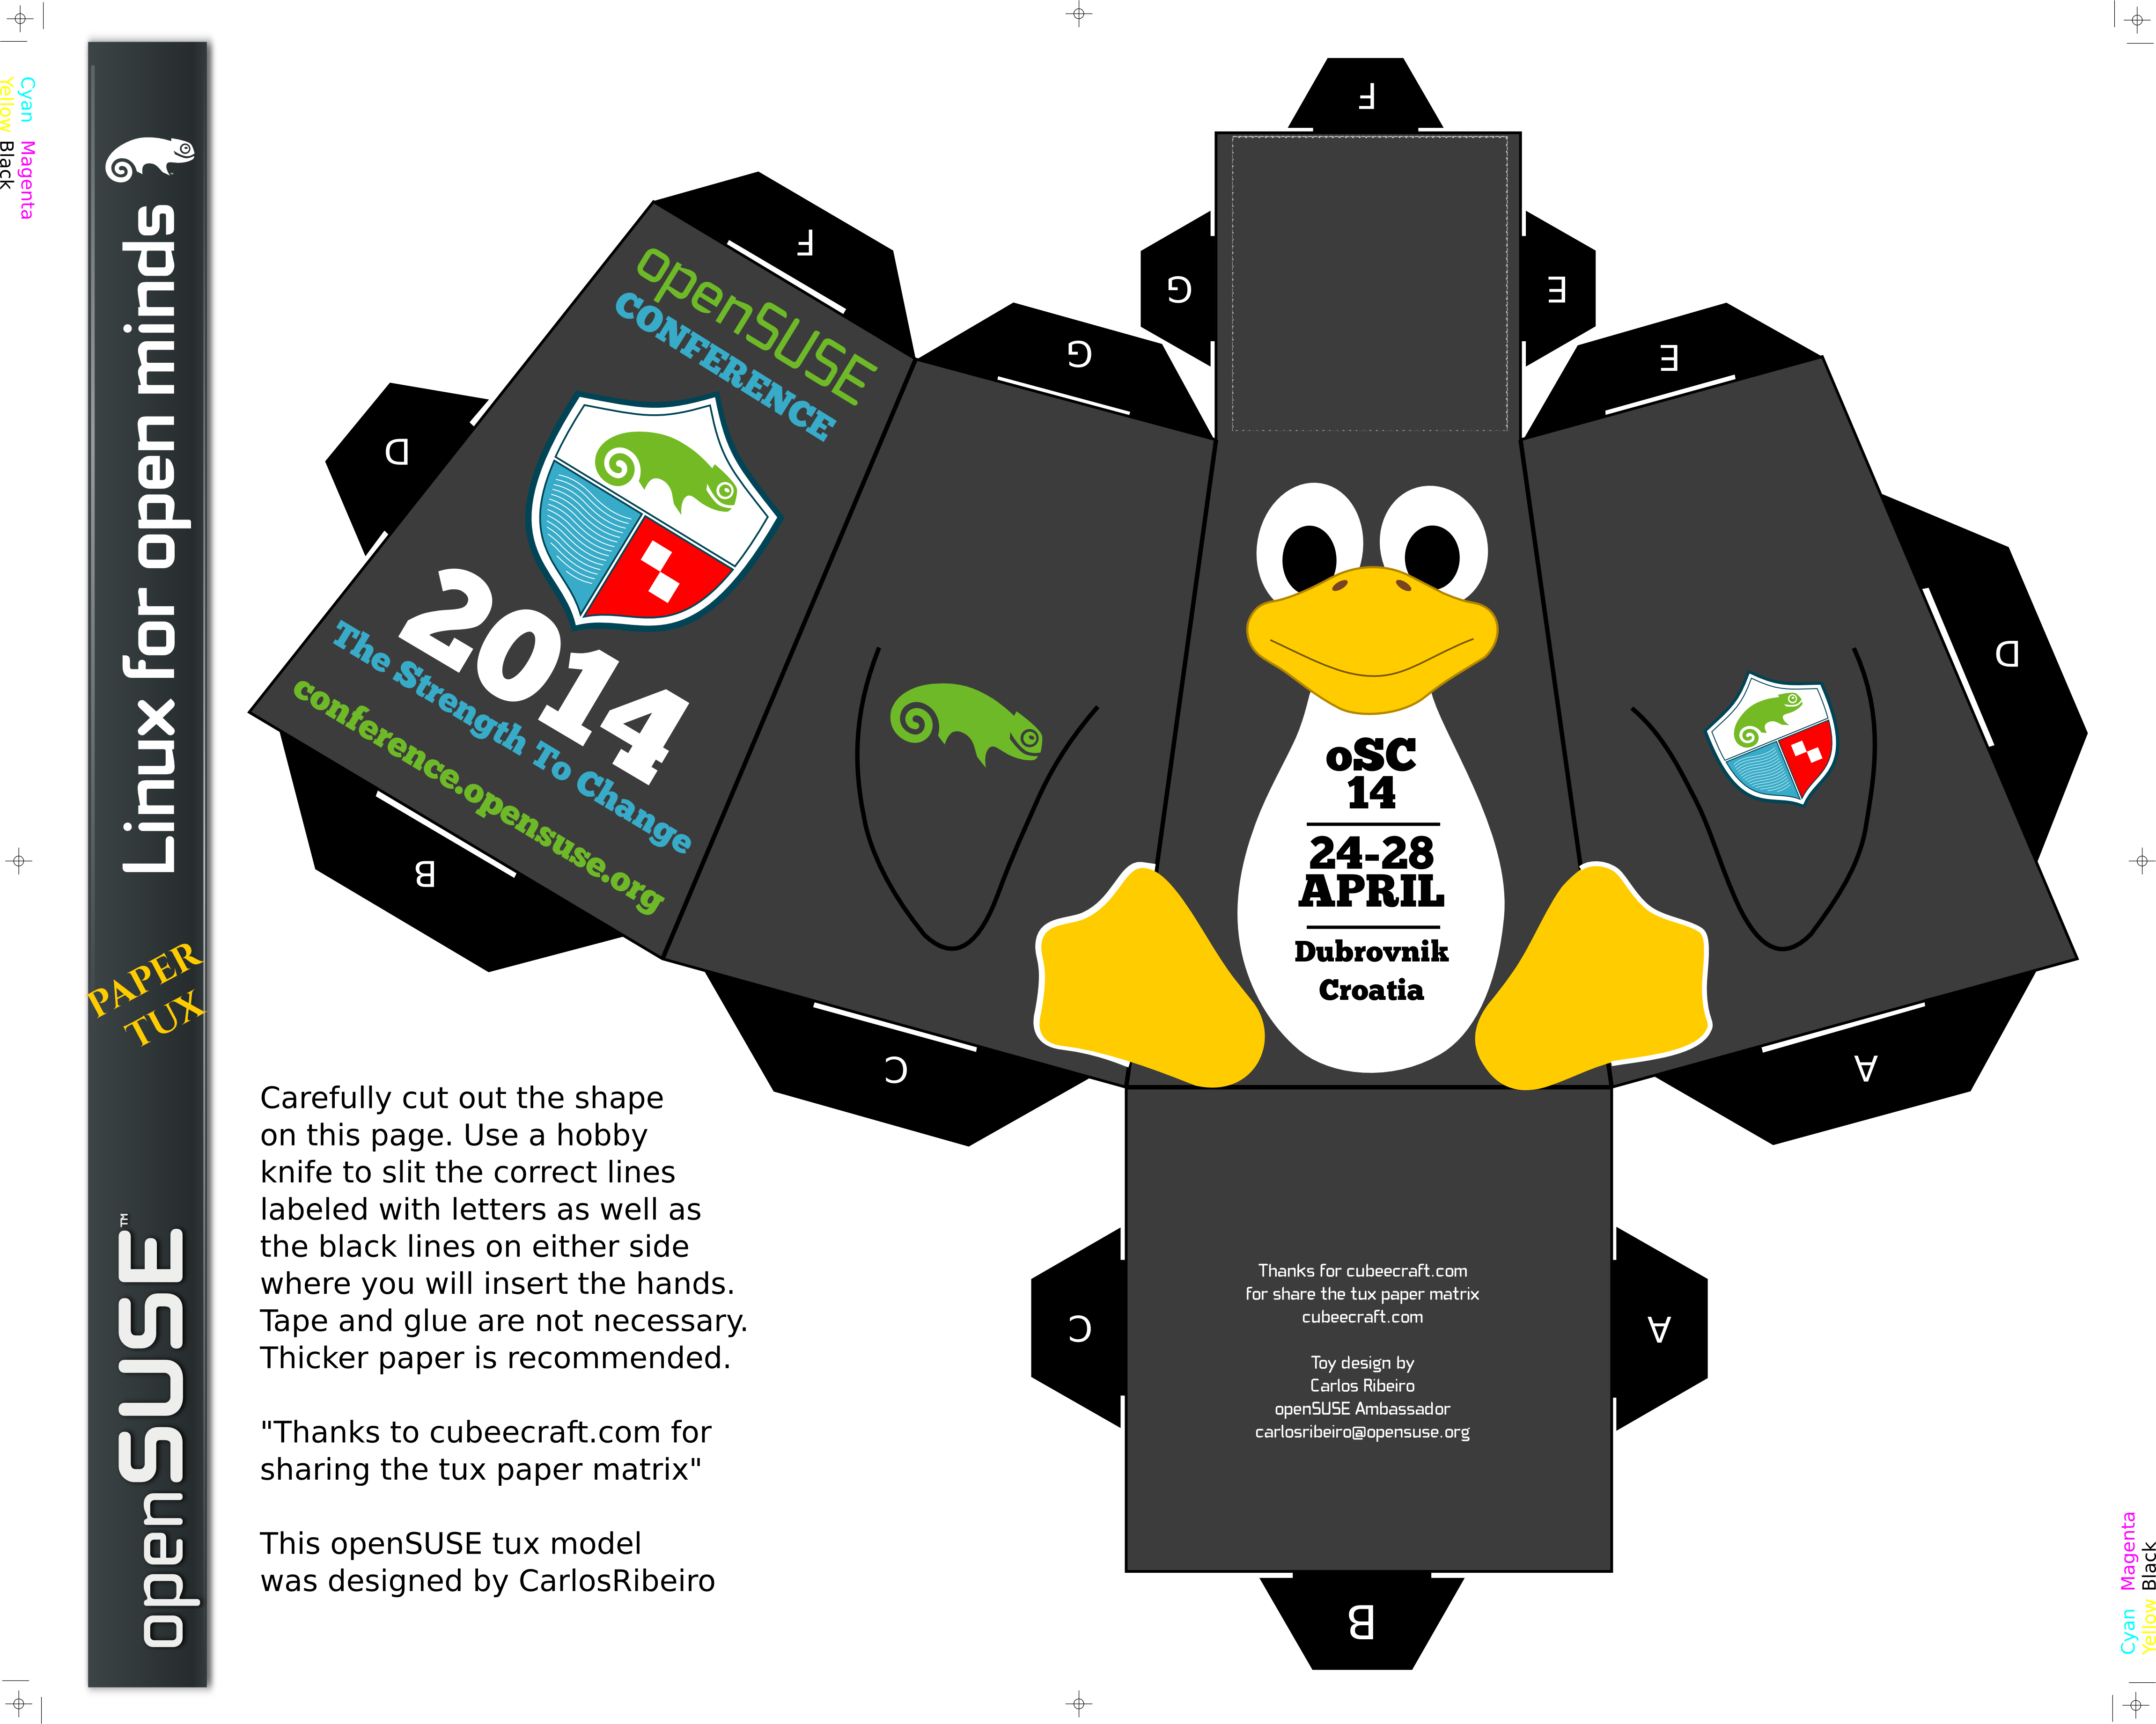 Cyan Magenta
Yellow Black
Linux for open minds
PAPER
TUX
openSUSE™
F
F
G
G
E
E
D
D
openSUSE
CONFERENCE
2014
The Strength To Change
conference.opensuse.org
B
C
A
oSC
14
24-28
APRIL
Dubrovnik
Croatia
Carefully cut out the shape
on this page. Use a hobby
knife to slit the correct lines
labeled with letters as well as
the black lines on either side
where you will insert the hands.
Tape and glue are not necessary.
Thicker paper is recommended.
"Thanks to cubeecraft.com for
sharing the tux paper matrix"
This openSUSE tux model
was designed by CarlosRibeiro
C
A
Thanks for cubeecraft.com
for share the tux paper matrix
cubeecraft.com
Toy design by
Carlos Ribeiro
openSUSE Ambassador
carlosribeiro@opensuse.org
B
Cyan Magenta
Yellow Black